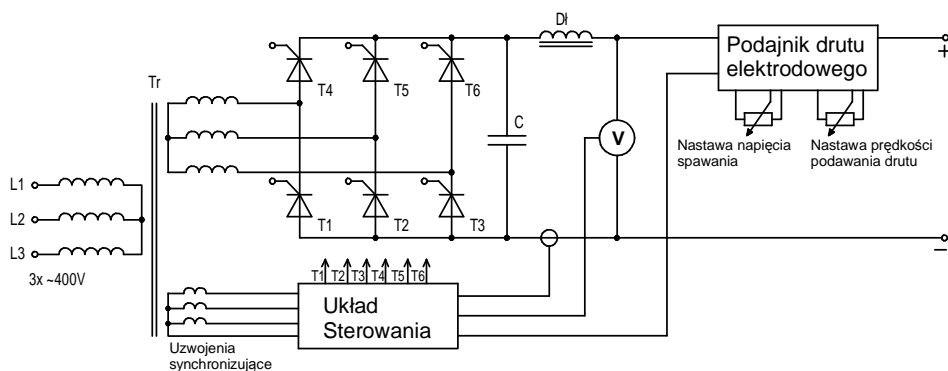 Dł
Podajnik drutu
elektrodowego
+
T4
T5
T6
Tr
C
V
Nastawa napięcia
spawania
Nastawa prędkości
podawania drutu
L1
L2
L3
T1
T2
T3
−
3x ~400V
T1 T2 T3 T4 T5 T6
Układ
Sterowania
Uzwojenia
synchronizujące